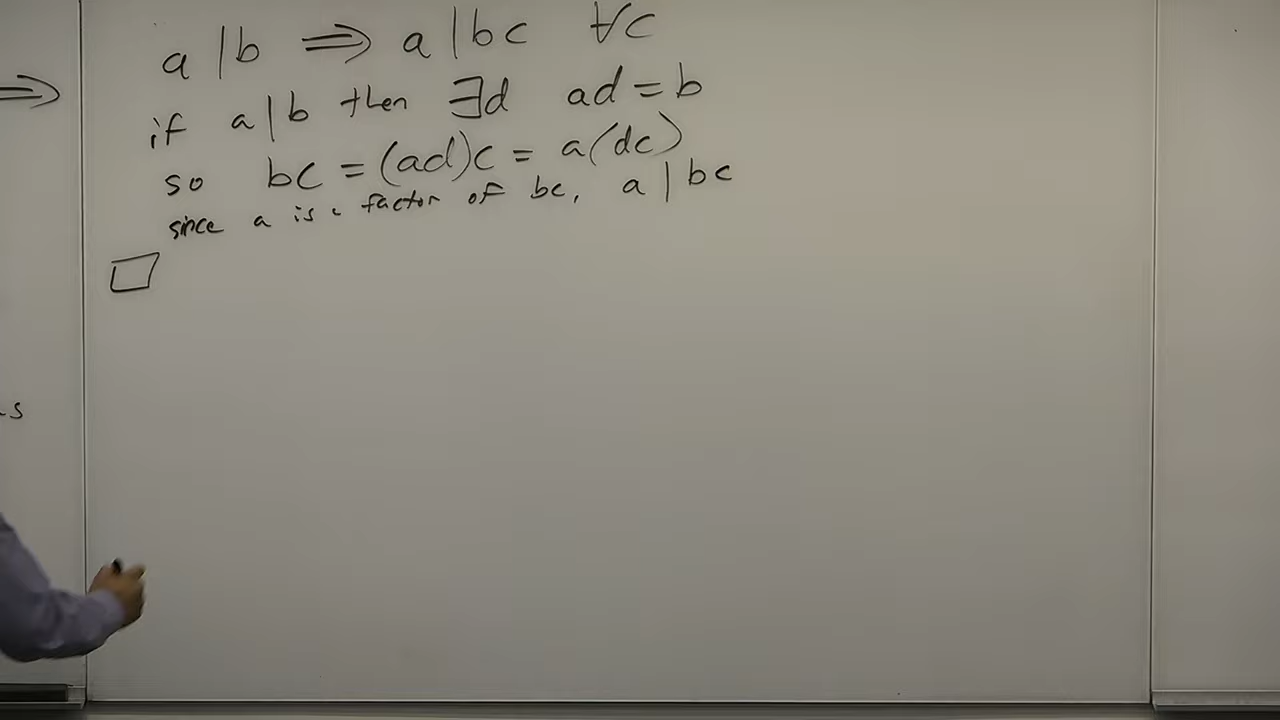 a | b ⟹ a | bc ∀c
if a | b then ∃d ad = b
so bc = (ad)c = a(dc)
since a is a factor of bc, a | bc
□
⟹